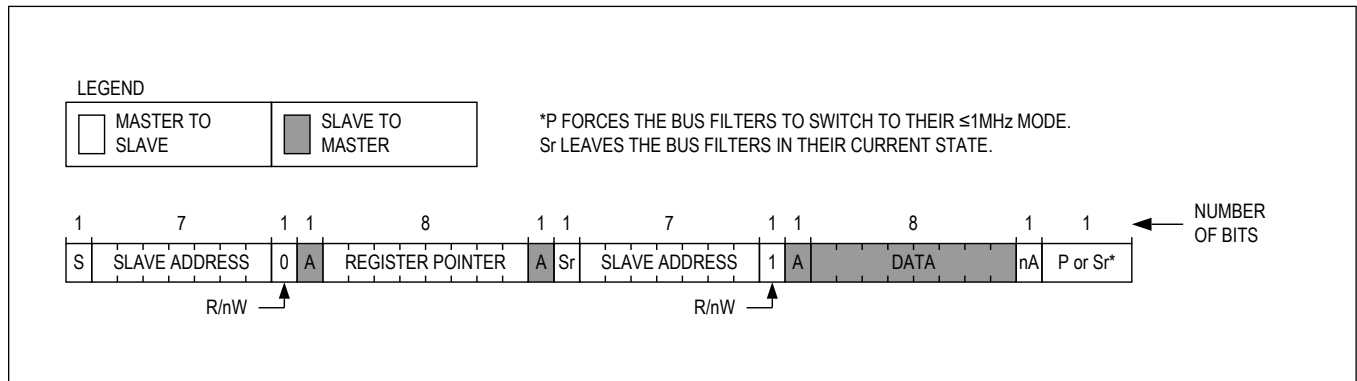 LEGEND
MASTER TO
SLAVE
SLAVE TO
MASTER
*P FORCES THE BUS FILTERS TO SWITCH TO THEIR ≤1MHz MODE.
Sr LEAVES THE BUS FILTERS IN THEIR CURRENT STATE.
1 7 1 1 8 1 1 7 1 1 8 1 1
NUMBER
OF BITS
S SLAVE ADDRESS 0 A REGISTER POINTER A Sr SLAVE ADDRESS 1 A DATA nA P or Sr*
R/nW R/nW